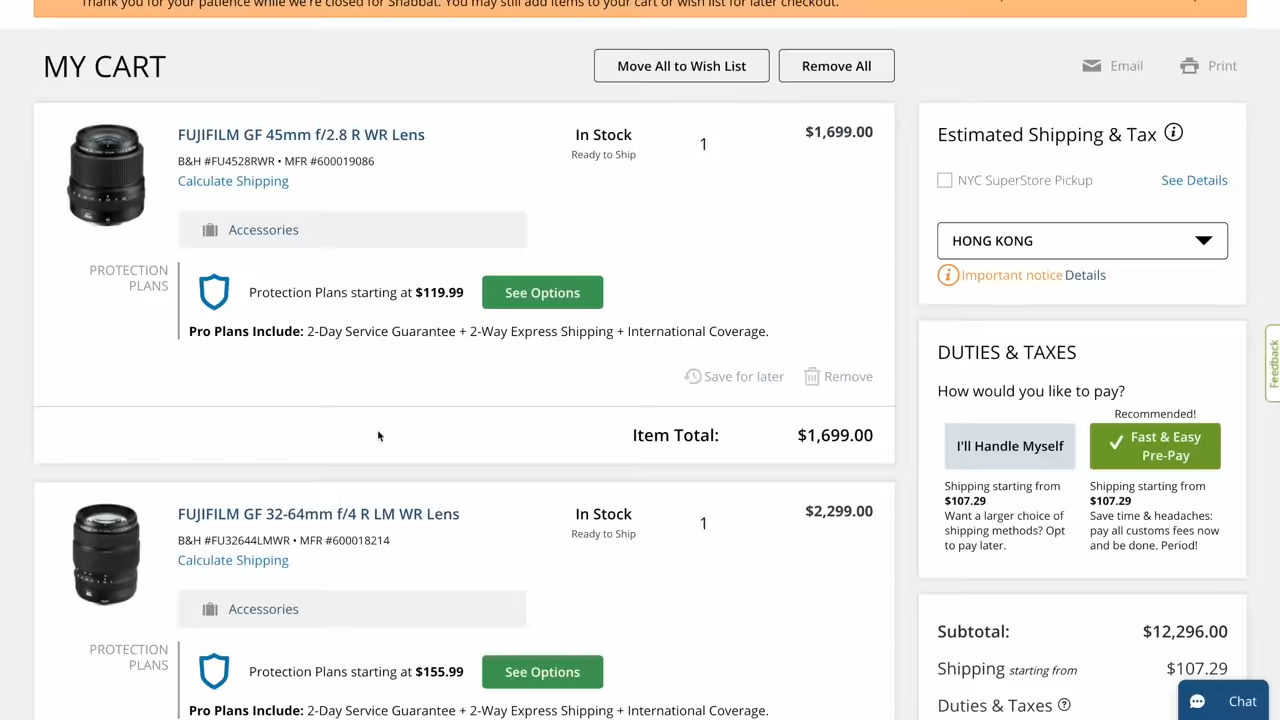 Thank you for your patience while we're closed for Shabbat. You may still add items to your cart or wish list for later checkout.
MY CART
Move All to Wish List
Remove All
Email
Print
FUJIFILM GF 45mm f/2.8 R WR Lens
In Stock
1
$1,699.00
Ready to Ship
B&H #FU4528RWR • MFR #600019086
Calculate Shipping
Accessories
PROTECTION
PLANS
Protection Plans starting at $119.99
See Options
Pro Plans Include: 2-Day Service Guarantee + 2-Way Express Shipping + International Coverage.
Save for later
Remove
Item Total:
$1,699.00
FUJIFILM GF 32-64mm f/4 R LM WR Lens
In Stock
1
$2,299.00
Ready to Ship
B&H #FU32644LMWR • MFR #600018214
Calculate Shipping
Accessories
PROTECTION
PLANS
Protection Plans starting at $155.99
See Options
Pro Plans Include: 2-Day Service Guarantee + 2-Way Express Shipping + International Coverage.
Estimated Shipping & Tax
NYC SuperStore Pickup
See Details
HONG KONG
Important notice Details
DUTIES & TAXES
How would you like to pay?
Recommended!
I'll Handle Myself
Fast & Easy
Pre-Pay
Shipping starting from
$107.29
Want a larger choice of
shipping methods? Opt
to pay later.
Shipping starting from
$107.29
Save time & headaches:
pay all customs fees now
and be done. Period!
Subtotal:
$12,296.00
Shipping starting from
$107.29
Duties & Taxes
Chat
Feedback